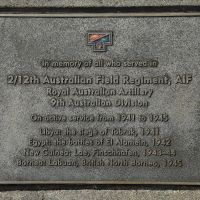 In memory of all who served in
2/12th Australian Field Regiment, AIF
Royal Australian Artillery
9th Australian Division
On active service from 1941 to 1945
Libya: the siege of Tobruk, 1941
Egypt: the battles of El Alamein, 1942
New Guinea: Lae, Finschhafen, 1943-44
Borneo: Labuan, British North Borneo, 1945